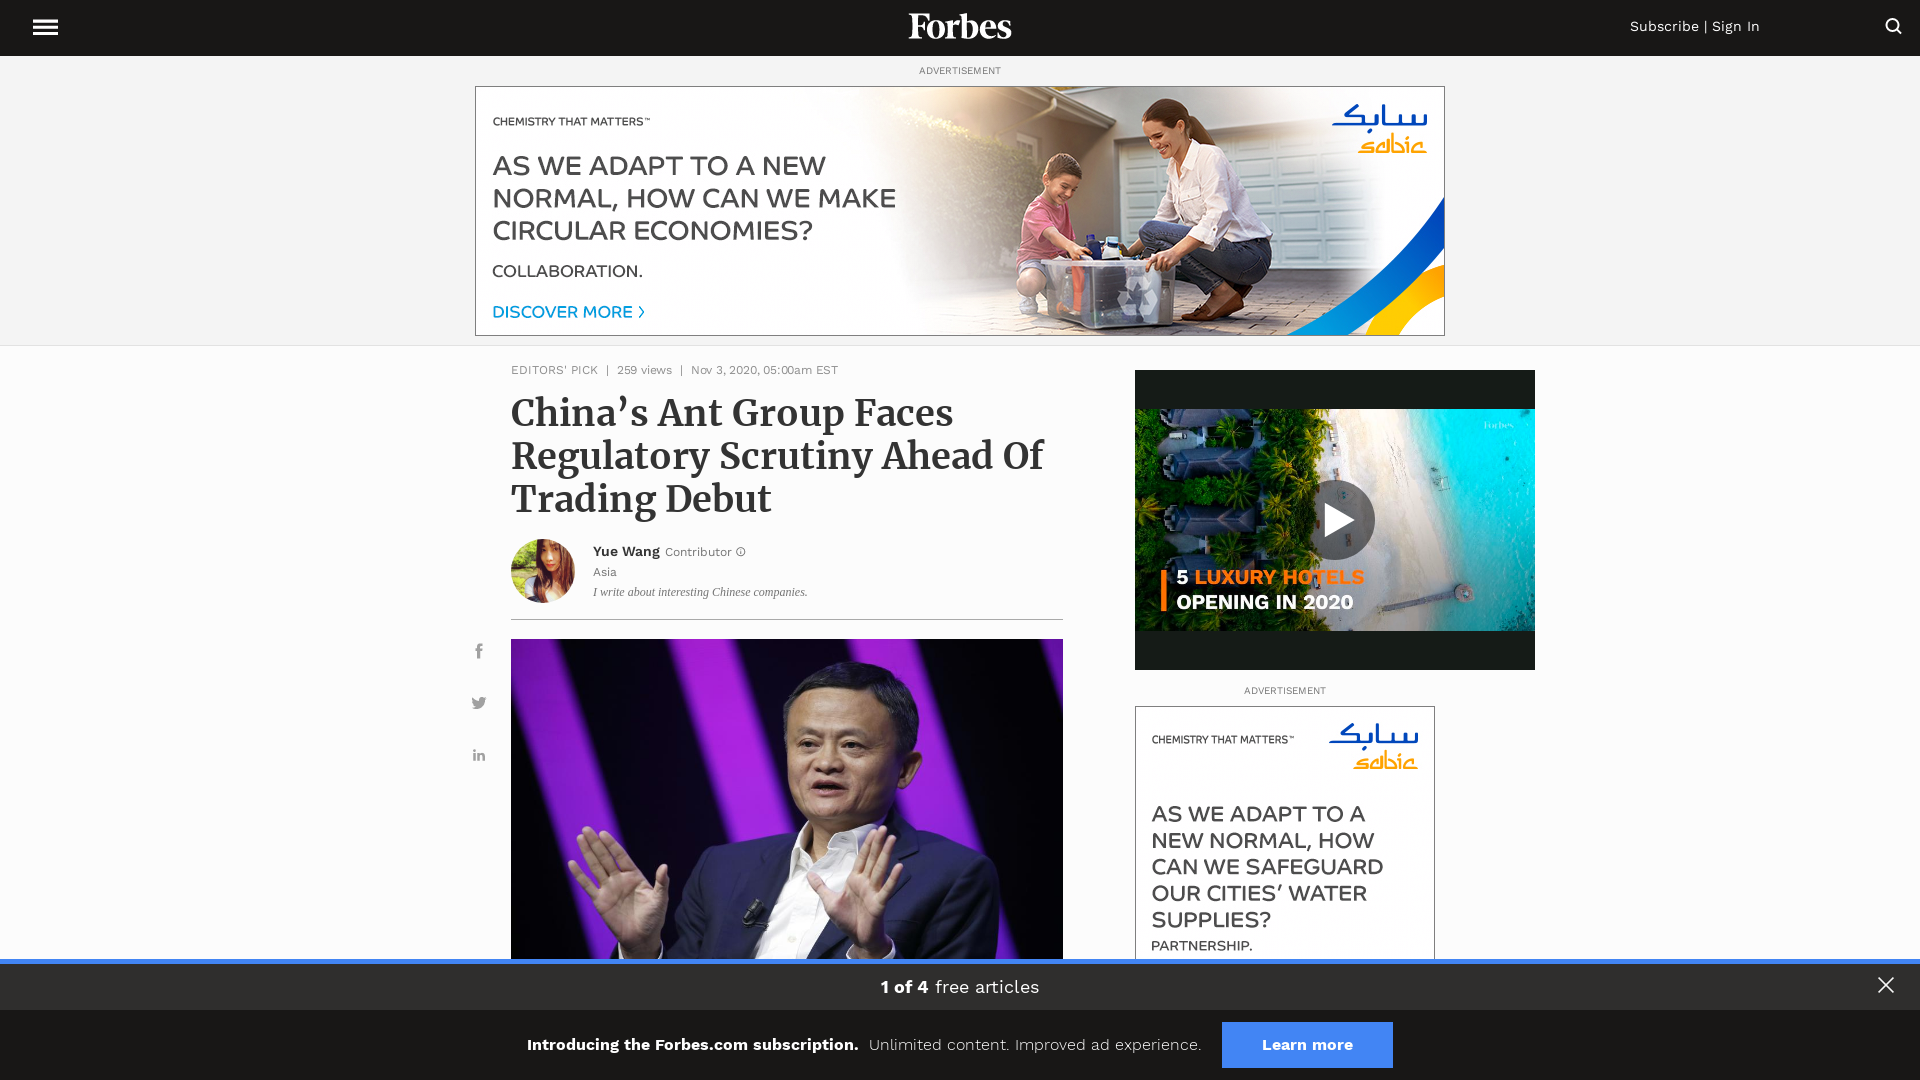 Forbes
Subscribe | Sign In
ADVERTISEMENT
CHEMISTRY THAT MATTERS™
سابك
sabic
AS WE ADAPT TO A NEW
NORMAL, HOW CAN WE MAKE
CIRCULAR ECONOMIES?
COLLABORATION.
DISCOVER MORE >
EDITORS' PICK | 259 views | Nov 3, 2020, 05:00am EST
China’s Ant Group Faces
Regulatory Scrutiny Ahead Of
Trading Debut
Yue Wang Contributor
Asia
I write about interesting Chinese companies.
Forbes
5 LUXURY HOTELS
OPENING IN 2020
ADVERTISEMENT
CHEMISTRY THAT MATTERS™
سابك
sabic
AS WE ADAPT TO A
NEW NORMAL, HOW
CAN WE SAFEGUARD
OUR CITIES’ WATER
SUPPLIES?
PARTNERSHIP.
1 of 4 free articles
Introducing the Forbes.com subscription. Unlimited content. Improved ad experience.
Learn more